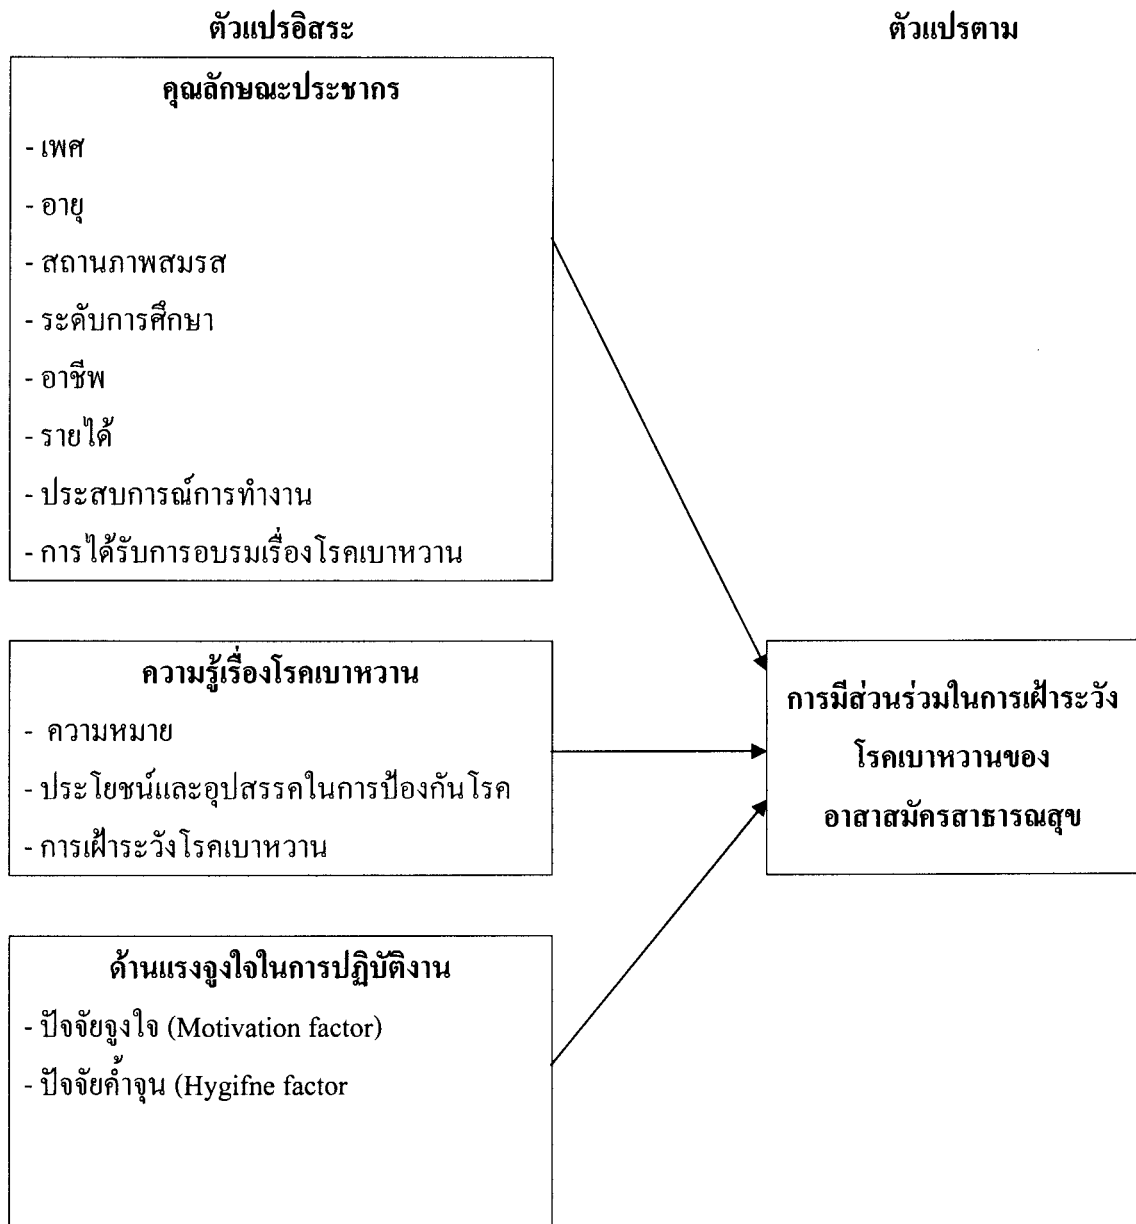 ตัวแปรอิสระ
ตัวแปรตาม
คุณลักษณะประชากร
- เพศ
- อายุ
- สถานภาพสมรส
- ระดับการศึกษา
- อาชีพ
- รายได้
- ประสบการณ์การทำงาน
- การได้รับการอบรมเรื่องโรคเบาหวาน
ความรู้เรื่องโรคเบาหวาน
- ความหมาย
- ประโยชน์และอุปสรรคในการป้องกันโรค
- การเฝ้าระวังโรคเบาหวาน
ด้านแรงจูงใจในการปฏิบัติงาน
- ปัจจัยจูงใจ (Motivation factor)
- ปัจจัยค้ำจุน (Hygifne factor
การมีส่วนร่วมในการเฝ้าระวัง
โรคเบาหวานของ
อาสาสมัครสาธารณสุข